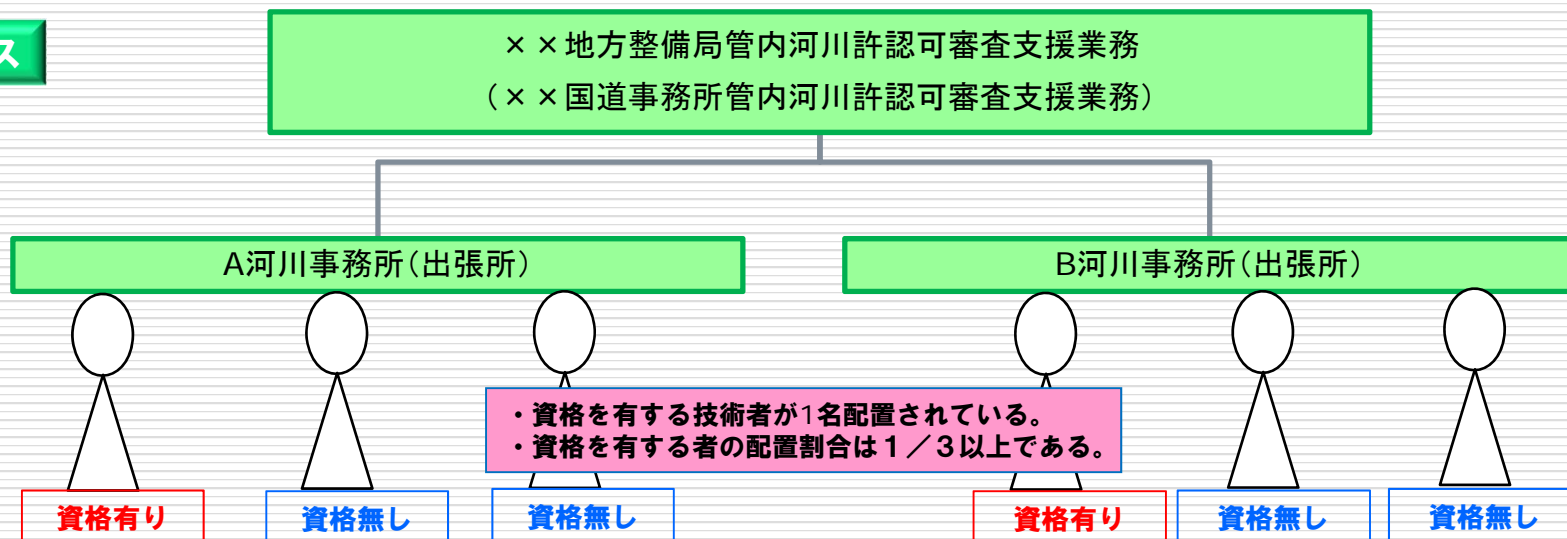 ス
××地方整備局管内河川許認可審査支援業務
(××国道事務所管内河川許認可審査支援業務)
A河川事務所(出張所)
B河川事務所(出張所)
・資格を有する技術者が1名配置されている。
・資格を有する者の配置割合は1/3以上である。
資格有り
資格無し
資格無し
資格有り
資格無し
資格無し